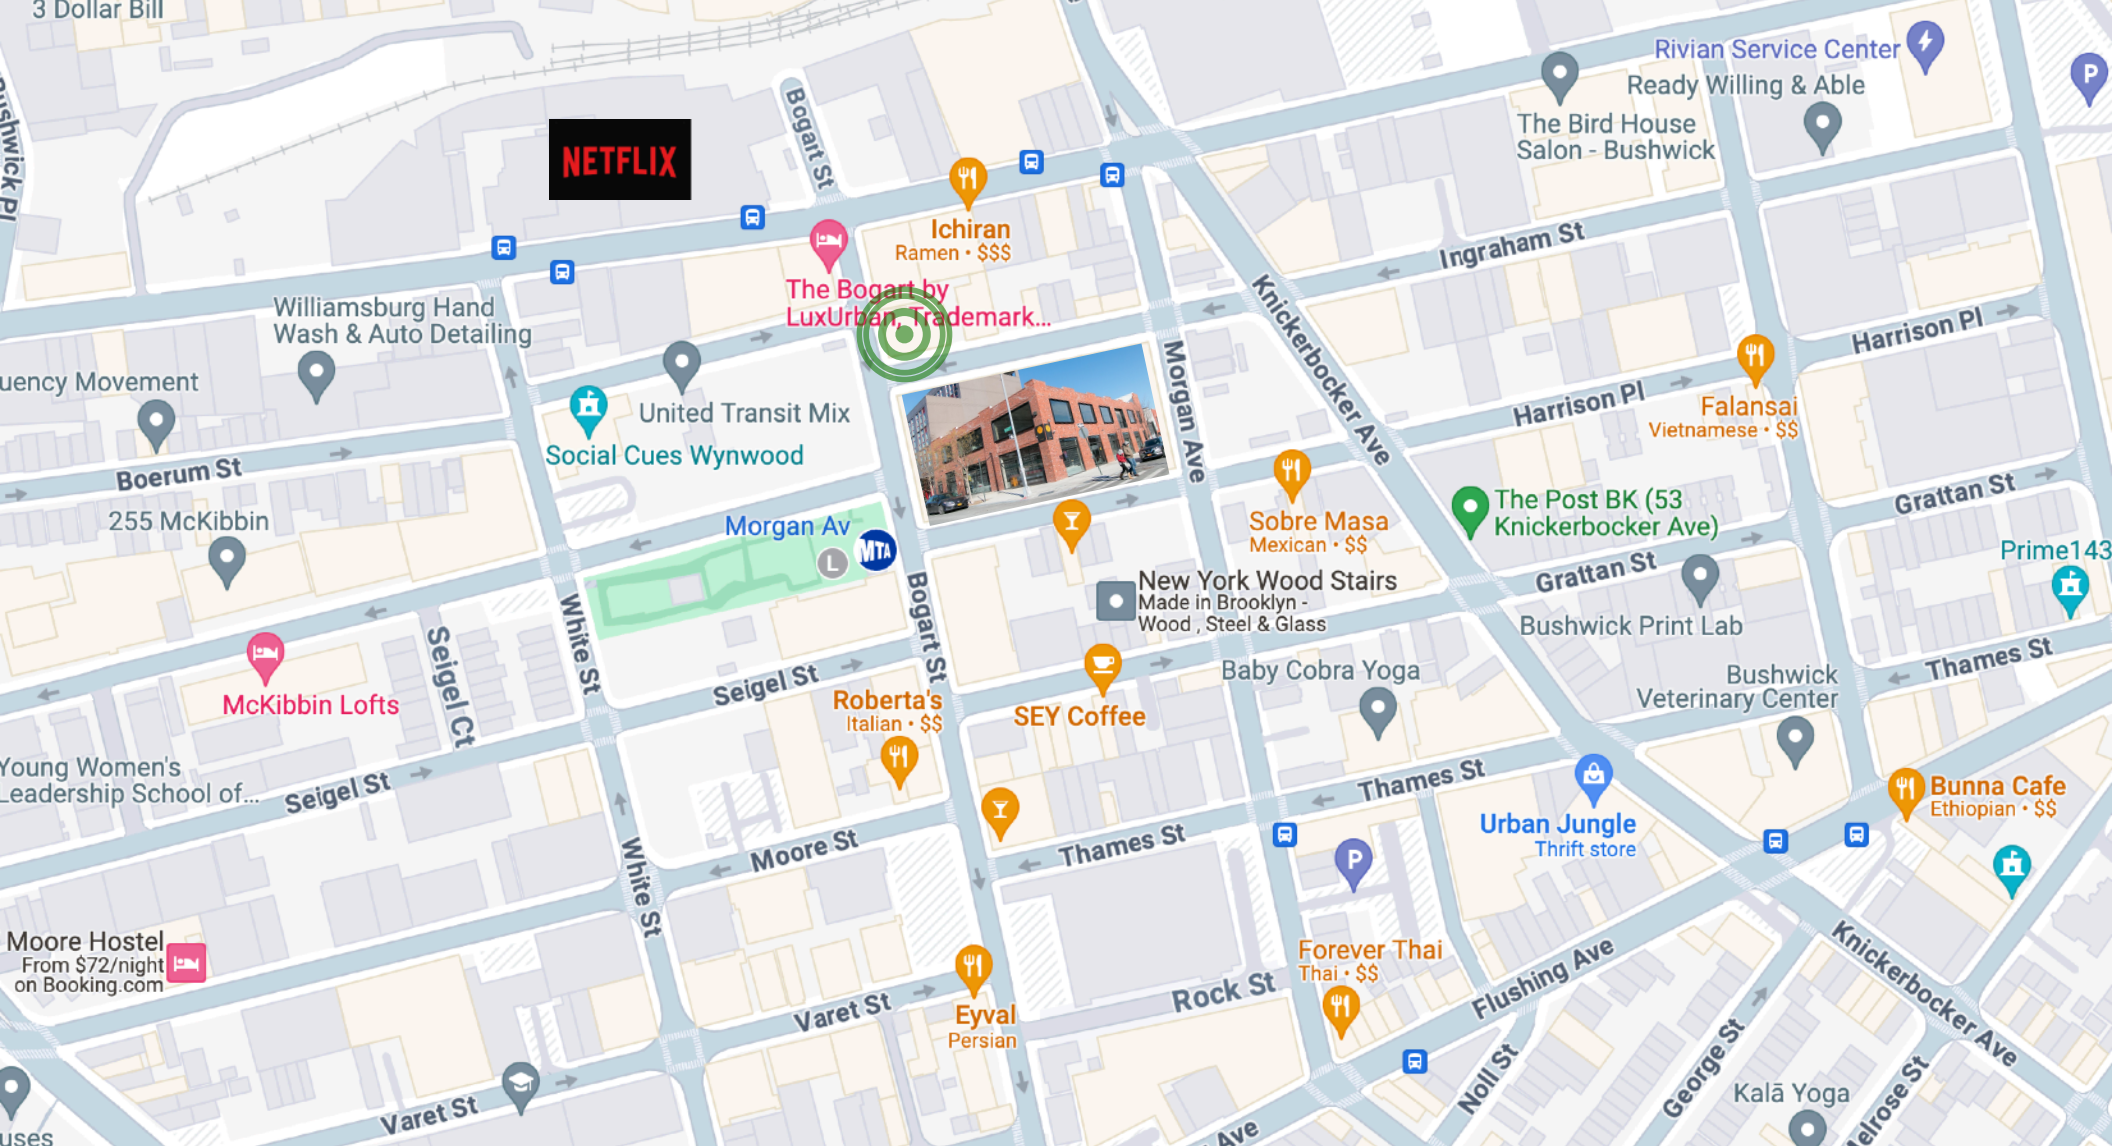 3 Dollar Bill
Rivian Service Center
P
Ready Willing & Able
Bushwick Pl
Bogart St
The Bird House
Salon - Bushwick
NETFLIX
Ichiran
Ramen • $$$
Ingraham St
The Bogart by
LuxUrban, Trademark...
Knickerbocker Ave
Williamsburg Hand
Wash & Auto Detailing
Harrison Pl
Morgan Ave
uency Movement
United Transit Mix
Harrison Pl
Falansai
Vietnamese • $$
Social Cues Wynwood
Boerum St
The Post BK (53
Knickerbocker Ave)
Grattan St
255 McKibbin
Morgan Av
L
MTA
Sobre Masa
Mexican • $$
Prime143
Grattan St
New York Wood Stairs
Made in Brooklyn -
Wood , Steel & Glass
Bogart St
White St
Bushwick Print Lab
Seigel Ct
Thames St
Baby Cobra Yoga
Seigel St
Bushwick
Veterinary Center
McKibbin Lofts
Roberta's
Italian • $$
SEY Coffee
Young Women's
Leadership School of...
Seigel St
Thames St
Bunna Cafe
Ethiopian • $$
Urban Jungle
Thrift store
Moore St
Thames St
P
White St
Moore Hostel
From $72/night
on Booking.com
Forever Thai
Thai • $$
Flushing Ave
Knickerbocker Ave
Rock St
Varet St
Eyval
Persian
George St
Noll St
Kalā Yoga
elrose St
Varet St
uses
Ave